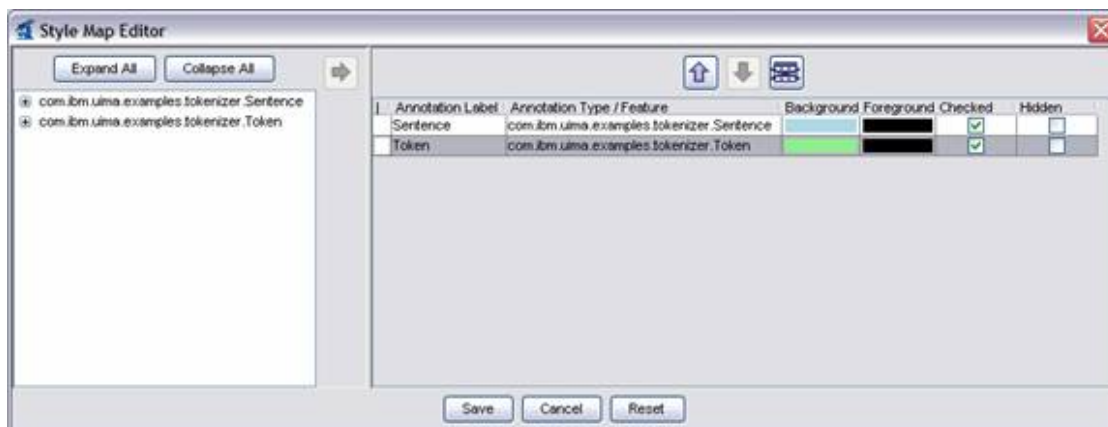 Style Map Editor
Expand All Collapse All
com.ibm.uima.examples.tokenizer.Sentence
com.ibm.uima.examples.tokenizer.Token
Annotation Label Annotation Type / Feature Background Foreground Checked Hidden
Sentence com.ibm.uima.examples.tokenizer.Sentence
Token com.ibm.uima.examples.tokenizer.Token
Save Cancel Reset